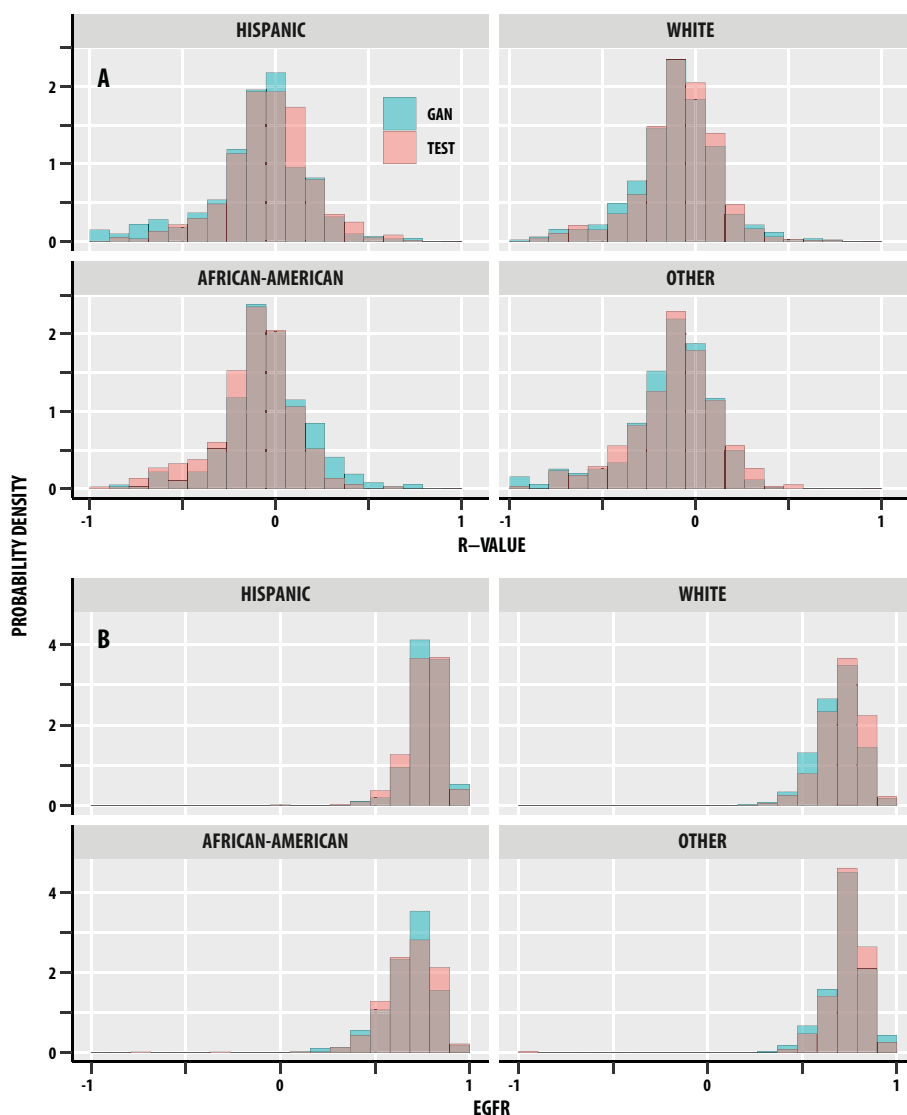 HISPANIC
WHITE
A
2
1
0
GAN
TEST
AFRICAN-AMERICAN
OTHER
2
1
0
-1
0
1
-1
0
1
R–VALUE
PROBABILITY DENSITY
HISPANIC
WHITE
B
4
2
0
AFRICAN-AMERICAN
OTHER
4
2
0
-1
0
1
-1
0
1
EGFR